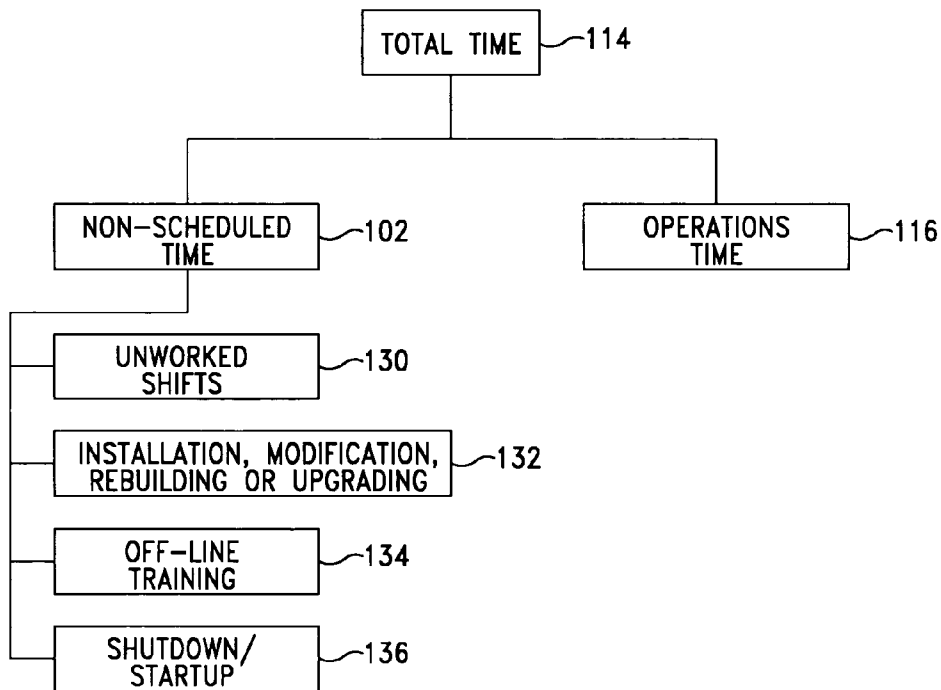 TOTAL TIME 114
NON-SCHEDULED
TIME
102
OPERATIONS
TIME
116
UNWORKED
SHIFTS
130
INSTALLATION, MODIFICATION,
REBUILDING OR UPGRADING
132
OFF-LINE
TRAINING
134
SHUTDOWN/
STARTUP
136